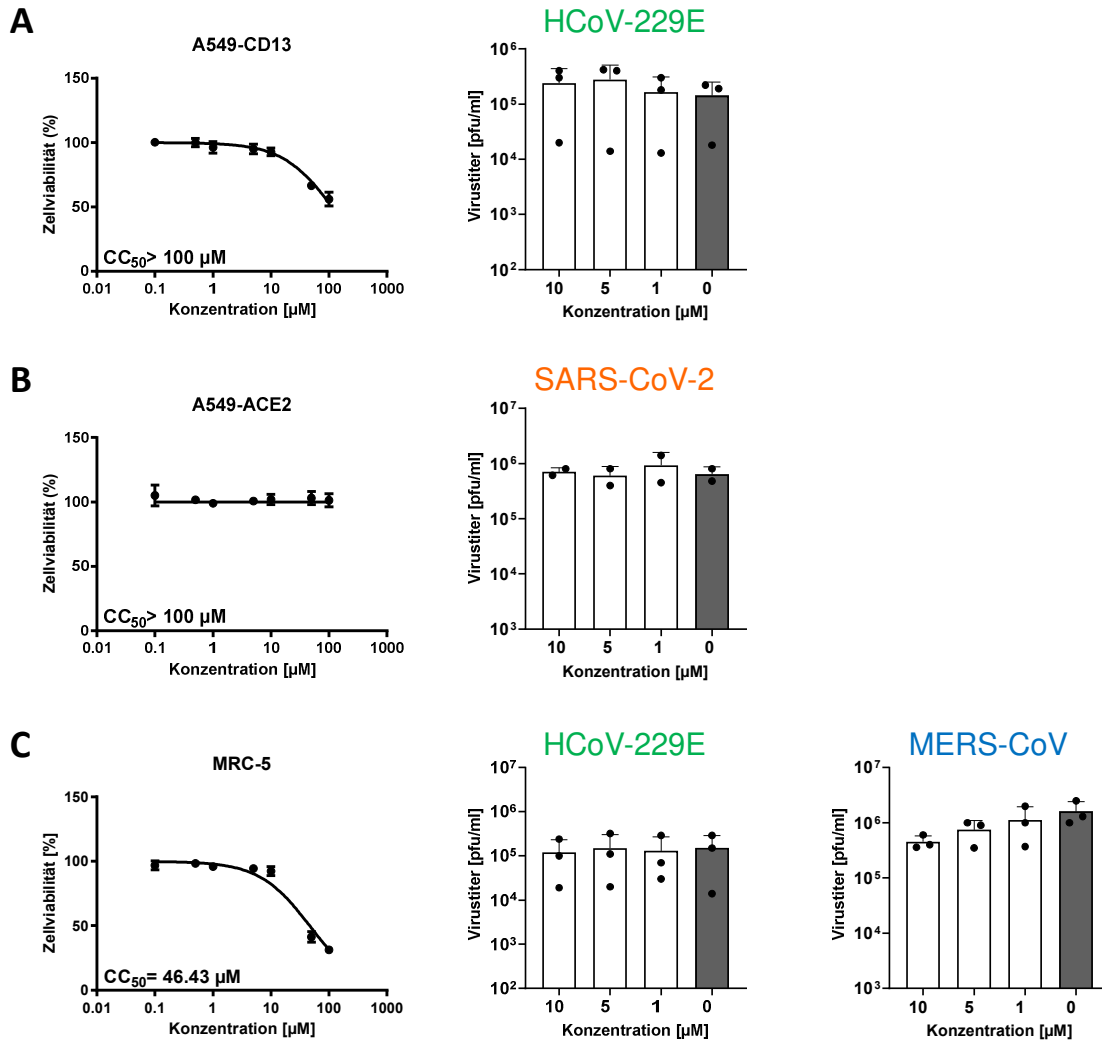 A
A549-CD13
Zellviabilität (%)
150
100
50
0
CC50> 100 µM
0.01 0.1 1 10 100 1000
Konzentration [µM]
HCoV-229E
Virustiter [pfu/ml]
10^6
10^5
10^4
10^3
10^2
10 5 1 0
Konzentration [µM]
B
A549-ACE2
Zellviabilität (%)
150
100
50
0
CC50> 100 µM
0.01 0.1 1 10 100 1000
Konzentration [µM]
SARS-CoV-2
Virustiter [pfu/ml]
10^7
10^6
10^5
10^4
10^3
10 5 1 0
Konzentration [µM]
C
MRC-5
Zellviabilität [%]
150
100
50
0
CC50= 46.43 µM
0.01 0.1 1 10 100 1000
Konzentration [µM]
HCoV-229E
Virustiter [pfu/ml]
10^7
10^6
10^5
10^4
10^3
10^2
10 5 1 0
Konzentration [µM]
MERS-CoV
Virustiter [pfu/ml]
10^7
10^6
10^5
10^4
10^3
10 5 1 0
Konzentration [µM]